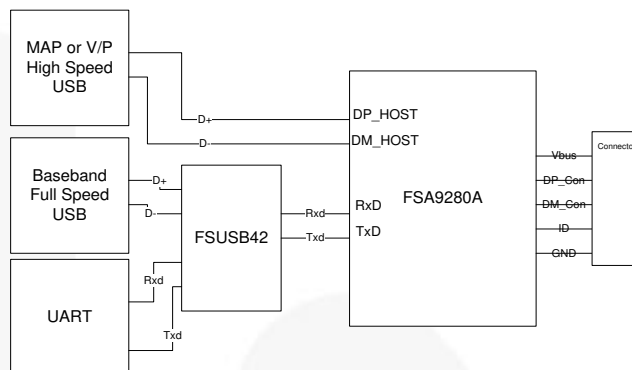 MAP or V/P
High Speed
USB
D+
D-
DP_HOST
DM_HOST
Baseband
Full Speed
USB
D+
D-
FSUSB42
Rxd
Txd
RxD
TxD
FSA9280A
Vbus
DP_Con
DM_Con
ID
GND
Connector
UART
Rxd
Txd